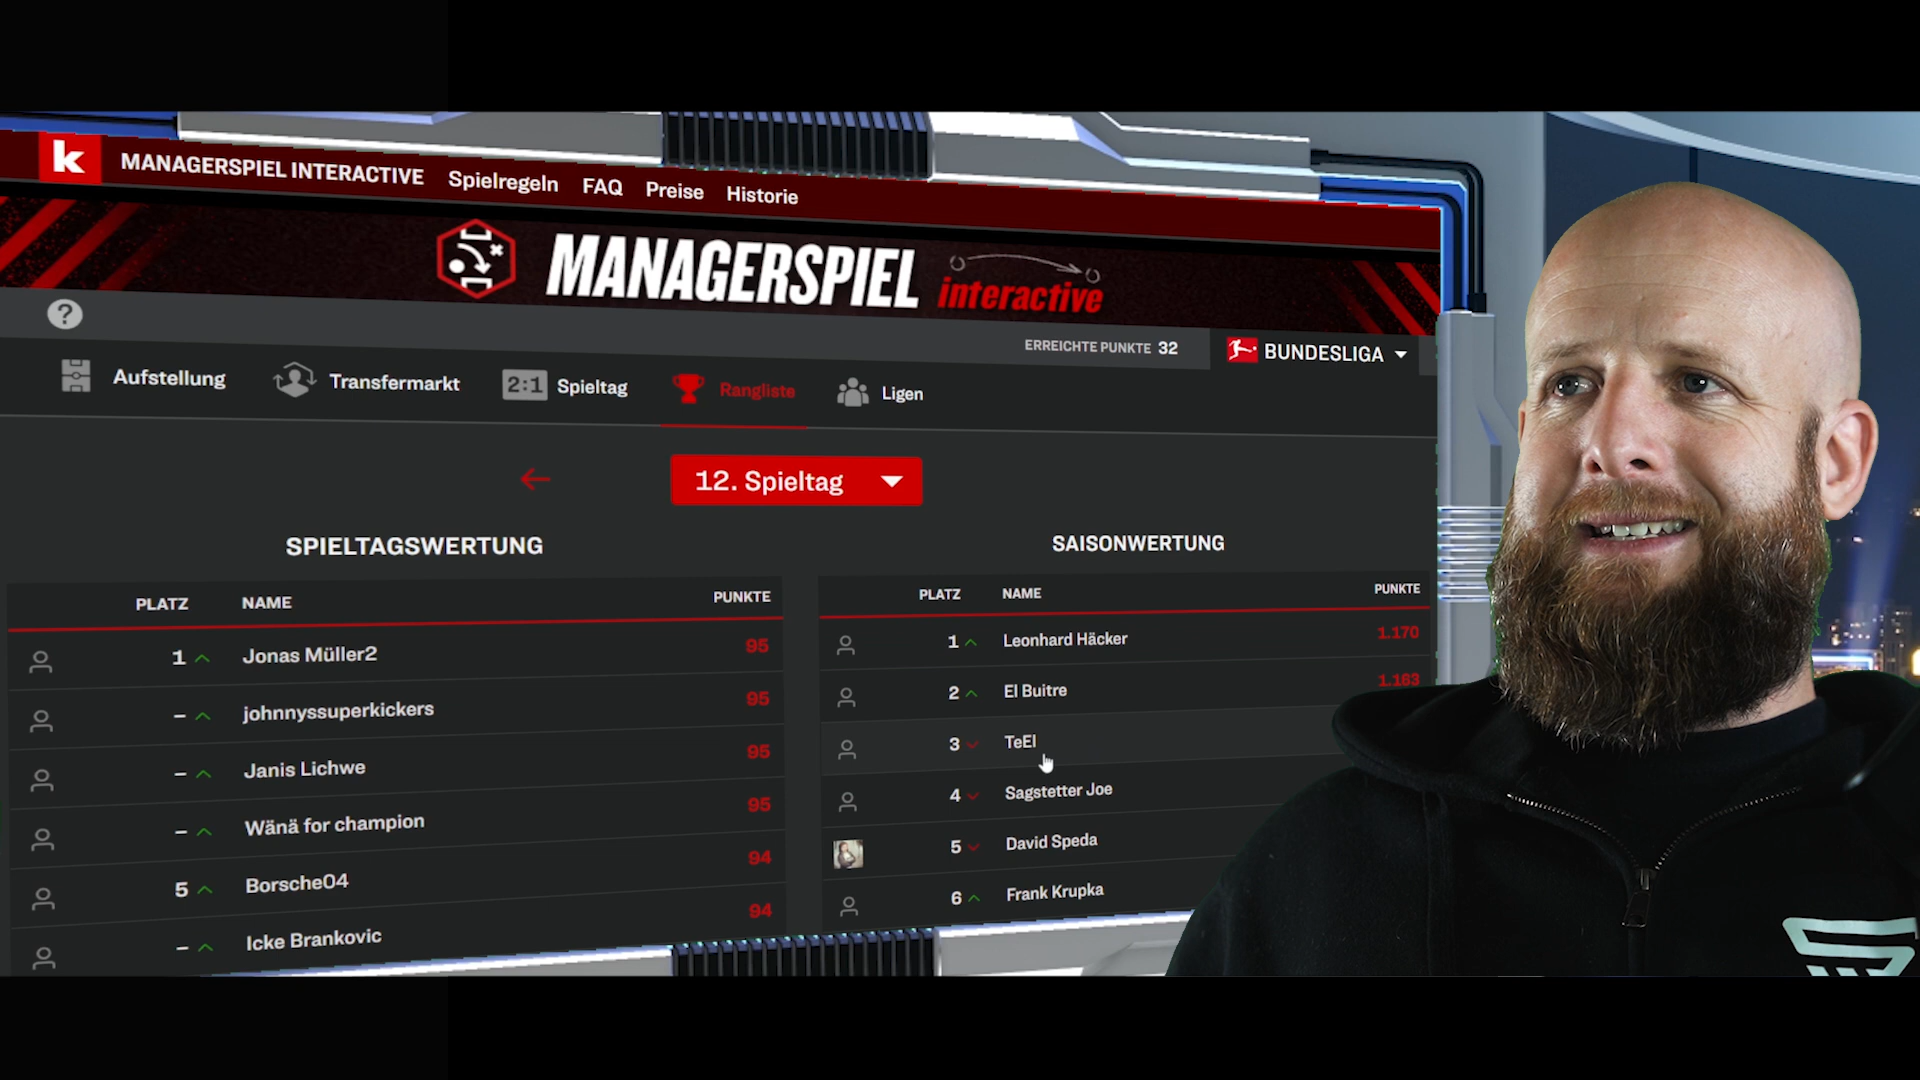 k MANAGERSPIEL INTERACTIVE Spielregeln FAQ Preise Historie
MANAGERSPIEL interactive
?
ERREICHTE PUNKTE 32 BUNDESLIGA
Aufstellung Transfermarkt 2:1 Spieltag Rangliste Ligen
12. Spieltag
SPIELTAGSWERTUNG
PLATZ NAME PUNKTE
1 Jonas Müller2 95
– johnnyssuperkickers 95
– Janis Lichwe 95
– Wänä for champion 95
5 Borsche04 94
– Icke Brankovic 94
SAISONWERTUNG
PLATZ NAME PUNKTE
1 Leonhard Häcker 1.170
2 El Buitre 1.163
3 TeEl
4 Sagstetter Joe
5 David Speda
6 Frank Krupka